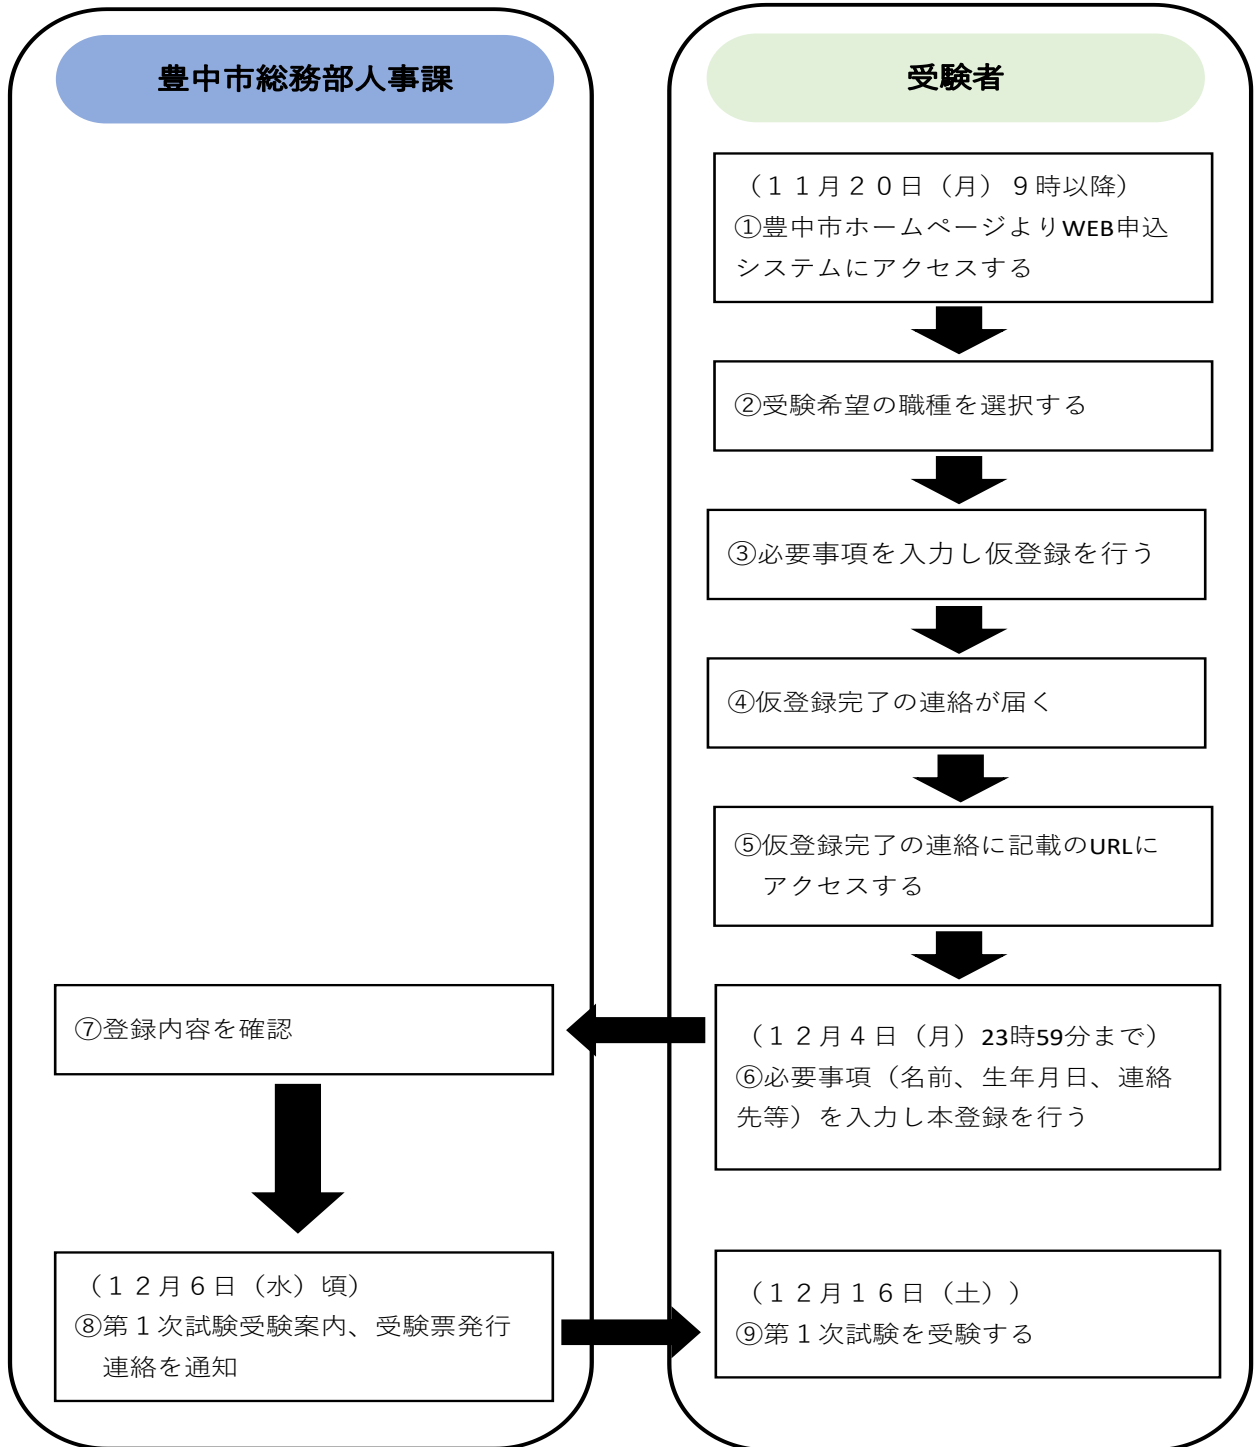 豊中市総務部人事課
受験者
（１１月２０日（月）９時以降）
①豊中市ホームページよりWEB申込
システムにアクセスする
②受験希望の職種を選択する
③必要事項を入力し仮登録を行う
④仮登録完了の連絡が届く
⑤仮登録完了の連絡に記載のURLに
アクセスする
（１２月４日（月）23時59分まで）
⑥必要事項（名前、生年月日、連絡
先等）を入力し本登録を行う
⑦登録内容を確認
（１２月６日（水）頃）
⑧第１次試験受験案内、受験票発行
連絡を通知
（１２月１６日（土））
⑨第１次試験を受験する